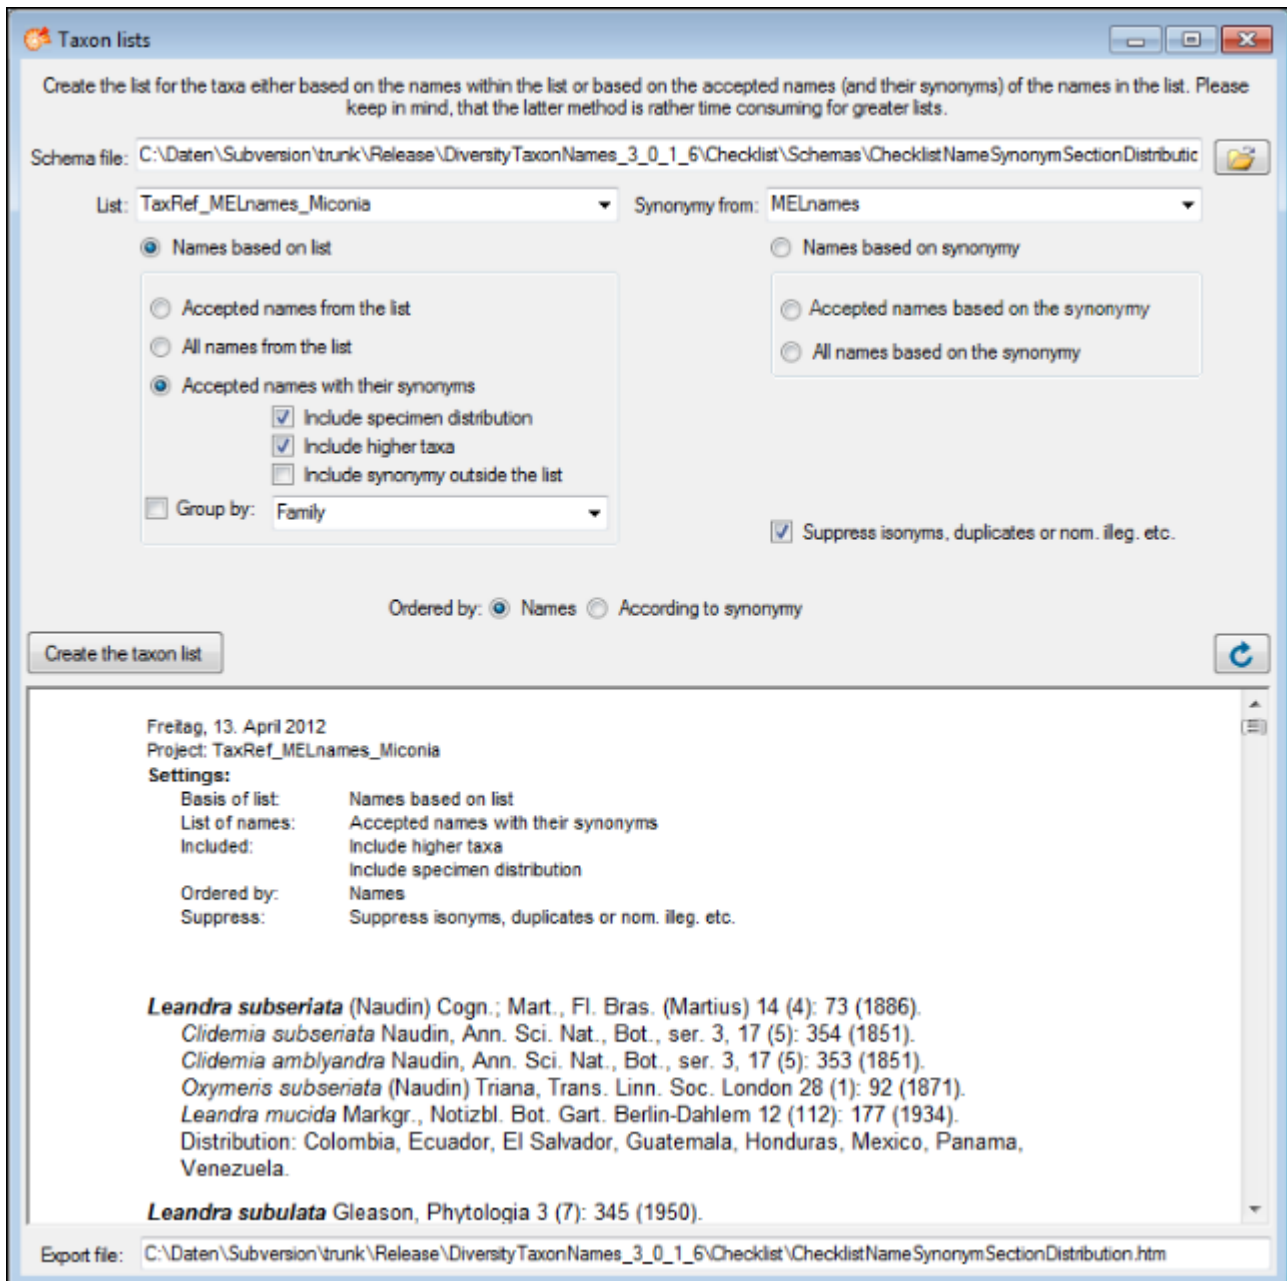 Taxon lists
Create the list for the taxa either based on the names within the list or based on the accepted names (and their synonyms) of the names in the list. Please
keep in mind, that the latter method is rather time consuming for greater lists.
Schema file: C:\Daten\Subversion\trunk\Release\DiversityTaxonNames_3_0_1_6\Checklist\Schemas\ChecklistNameSynonymSectionDistributic
List: TaxRef_MELnames_Miconia Synonymy from: MELnames
Names based on list Names based on synonymy
Accepted names from the list Accepted names based on the synonymy
All names from the list All names based on the synonymy
Accepted names with their synonyms
Include specimen distribution
Include higher taxa
Include synonymy outside the list
Group by: Family
Suppress isonyms, duplicates or nom. illeg. etc.
Ordered by: Names According to synonymy
Create the taxon list
Freitag, 13. April 2012
Project: TaxRef_MELnames_Miconia
Settings:
Basis of list: Names based on list
List of names: Accepted names with their synonyms
Included: Include higher taxa
Include specimen distribution
Ordered by: Names
Suppress: Suppress isonyms, duplicates or nom. illeg. etc.
Leandra subseriata (Naudin) Cogn.; Mart., Fl. Bras. (Martius) 14 (4): 73 (1886).
Clidemia subseriata Naudin, Ann. Sci. Nat., Bot., ser. 3, 17 (5): 354 (1851).
Clidemia amblyandra Naudin, Ann. Sci. Nat., Bot., ser. 3, 17 (5): 353 (1851).
Oxymeris subseriata (Naudin) Triana, Trans. Linn. Soc. London 28 (1): 92 (1871).
Leandra mucida Markgr., Notizbl. Bot. Gart. Berlin-Dahlem 12 (112): 177 (1934).
Distribution: Colombia, Ecuador, El Salvador, Guatemala, Honduras, Mexico, Panama,
Venezuela.
Leandra subulata Gleason, Phytologia 3 (7): 345 (1950).
Export file: C:\Daten\Subversion\trunk\Release\DiversityTaxonNames_3_0_1_6\Checklist\ChecklistNameSynonymSectionDistribution.htm